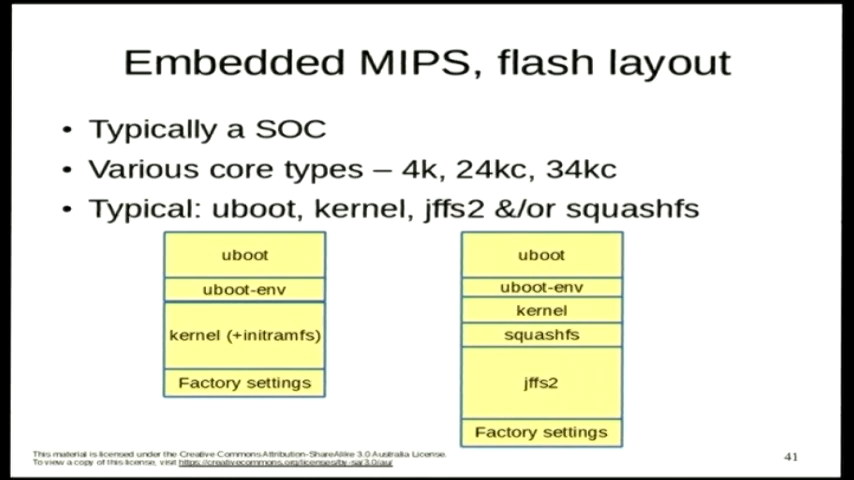 Embedded MIPS, flash layout
• Typically a SOC
• Various core types – 4k, 24kc, 34kc
• Typical: uboot, kernel, jffs2 &/or squashfs
uboot
uboot-env
kernel (+initramfs)
Factory settings
uboot
uboot-env
kernel
squashfs
jffs2
Factory settings
This material is licensed under the Creative Commons Attribution-ShareAlike 3.0 Australia License.
To view a copy of this license, visit https://creativecommons.org/licenses/by-sa/3.0/au/
41